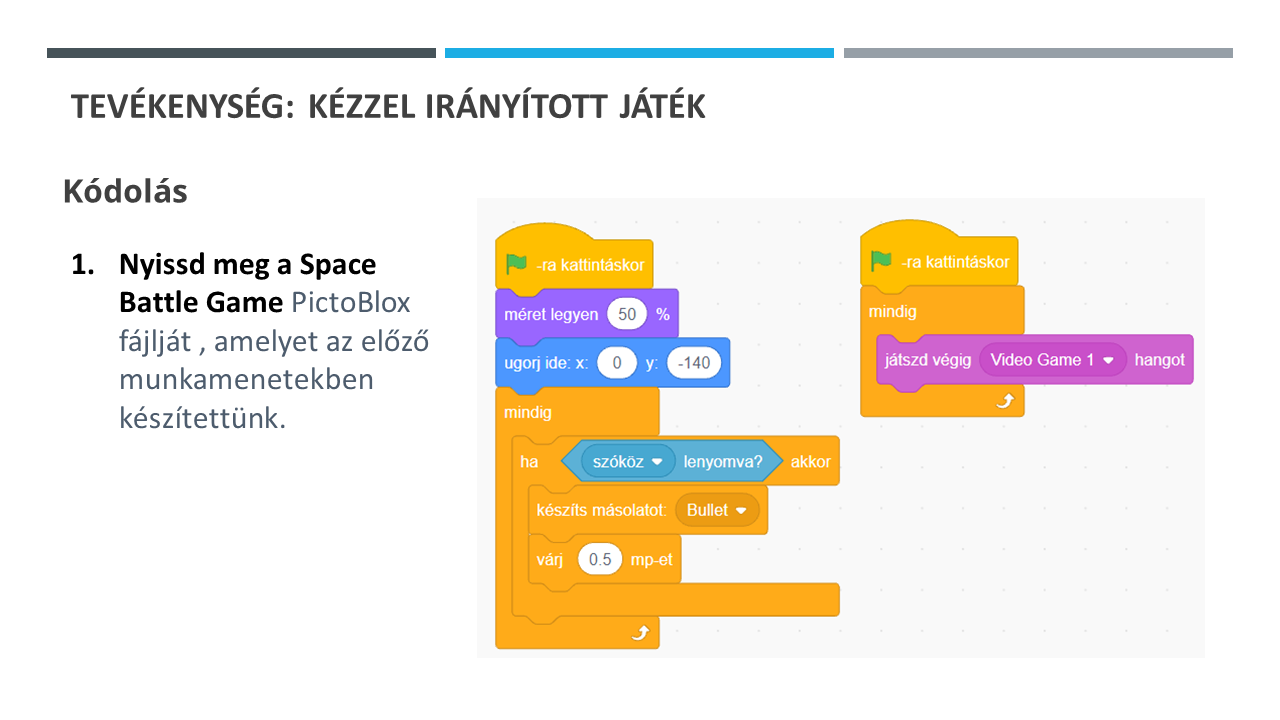 TEVÉKENYSÉG: KÉZZEL IRÁNYÍTOTT JÁTÉK
Kódolás
1. Nyissd meg a Space
Battle Game PictoBlox
fájlját , amelyet az előző
munkamenetekben
készítettünk.
-ra kattintáskor
méret legyen 50 %
ugorj ide: x: 0 y: -140
mindig
ha szóköz lenyomva? akkor
készíts másolatot: Bullet
várj 0.5 mp-et
-ra kattintáskor
mindig
játszd végig Video Game 1 hangot